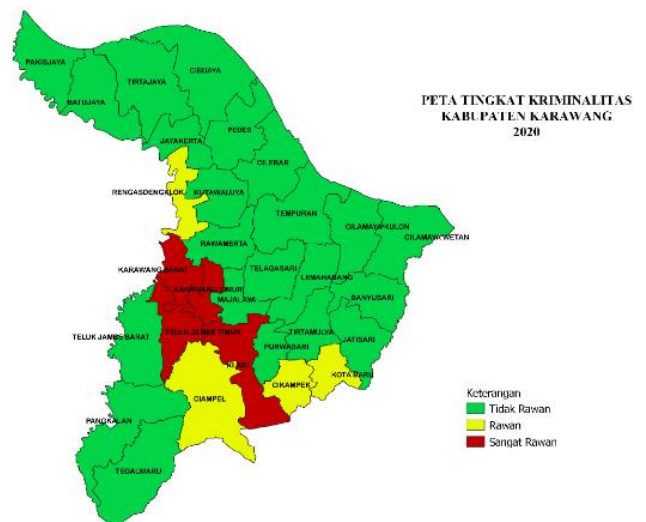 PETA TINGKAT KRIMINALITAS
KABUPATEN KARAWANG
2020
PAKISJAYA
BATUJAYA
TIRTAJAYA
CIBUAYA
PEDES
JAYAKERTA
CILEBAR
RENGASDENGKLOK
KUTAWALUYA
TEMPURAN
CILAMAYA KULON
CILAMAYA WETAN
RAWAMERTA
KARAWANG BARAT
KARAWANG TIMUR
TELAGASARI
LEMAHABANG
MAJALAYA
BANYUSARI
TELUK JAMBE BARAT
TELUK JAMBE TIMUR
TIRTAMULYA
JATISARI
PURWASARI
KLARI
KOTA BARU
CIKAMPEK
CIAMPEL
PANGKALAN
TEGALWARU
Keterangan
Tidak Rawan
Rawan
Sangat Rawan